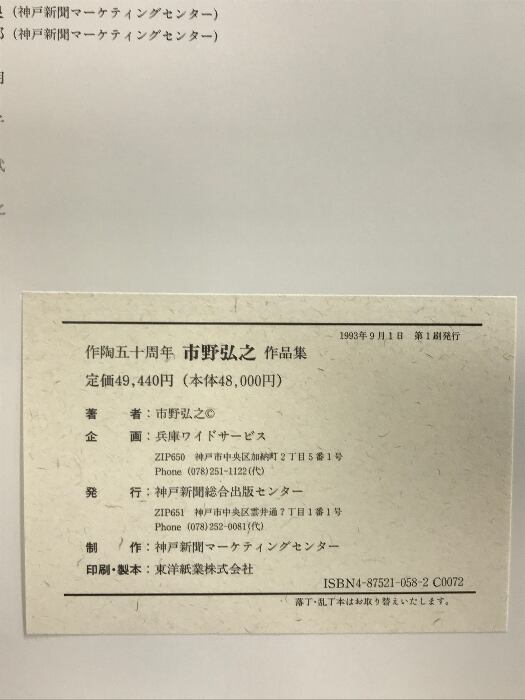 (神戸新聞マーケティングセンター)
(神戸新聞マーケティングセンター)
1993年9月1日 第1刷発行
作陶五十周年 市野弘之 作品集
定価49,440円(本体48,000円)
著 者:市野弘之©
企 画:兵庫ワイドサービス
ZIP650 神戸市中央区加納町2丁目5番1号
Phone (078)251-1122(代)
発 行:神戸新聞総合出版センター
ZIP651 神戸市中央区雲井通7丁目1番1号
Phone (078)252-0081(代)
制 作:神戸新聞マーケティングセンター
印刷・製本:東洋紙業株式会社
ISBN4-87521-058-2 C0072
落丁・乱丁本はお取り替えいたします。